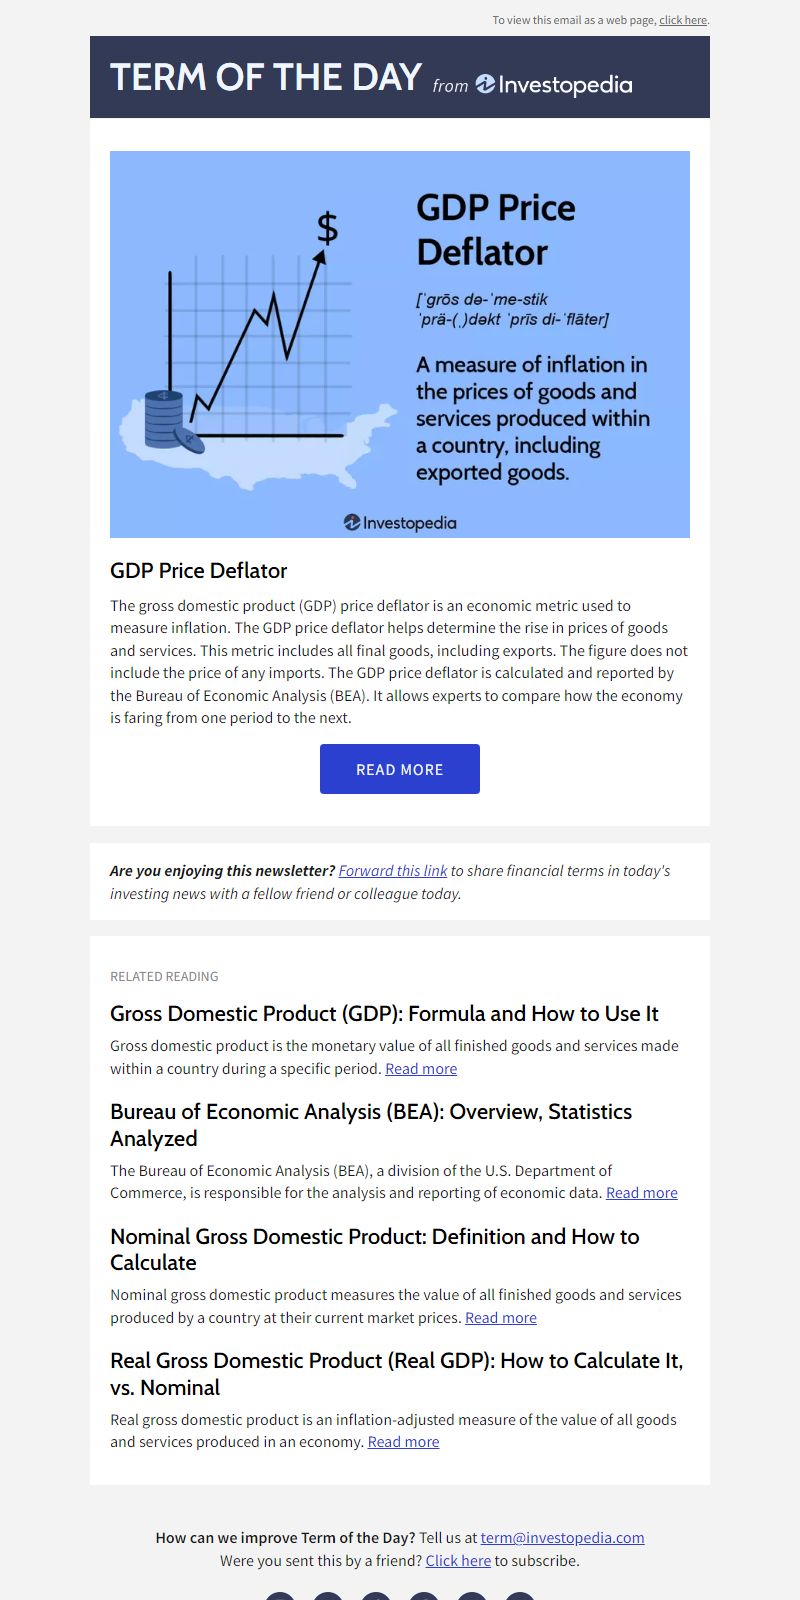 To view this email as a web page, click here.
TERM OF THE DAY from Investopedia
$
GDP Price
Deflator
[ˈgrōs də-ˈme-stik
ˈprä-(ˌ)dəkt ˈprīs di-ˈflāter]
A measure of inflation in
the prices of goods and
services produced within
a country, including
exported goods.
Investopedia
GDP Price Deflator
The gross domestic product (GDP) price deflator is an economic metric used to
measure inflation. The GDP price deflator helps determine the rise in prices of goods
and services. This metric includes all final goods, including exports. The figure does not
include the price of any imports. The GDP price deflator is calculated and reported by
the Bureau of Economic Analysis (BEA). It allows experts to compare how the economy
is faring from one period to the next.
READ MORE
Are you enjoying this newsletter? Forward this link to share financial terms in today's
investing news with a fellow friend or colleague today.
RELATED READING
Gross Domestic Product (GDP): Formula and How to Use It
Gross domestic product is the monetary value of all finished goods and services made
within a country during a specific period. Read more
Bureau of Economic Analysis (BEA): Overview, Statistics
Analyzed
The Bureau of Economic Analysis (BEA), a division of the U.S. Department of
Commerce, is responsible for the analysis and reporting of economic data. Read more
Nominal Gross Domestic Product: Definition and How to
Calculate
Nominal gross domestic product measures the value of all finished goods and services
produced by a country at their current market prices. Read more
Real Gross Domestic Product (Real GDP): How to Calculate It,
vs. Nominal
Real gross domestic product is an inflation-adjusted measure of the value of all goods
and services produced in an economy. Read more
How can we improve Term of the Day? Tell us at term@investopedia.com
Were you sent this by a friend? Click here to subscribe.